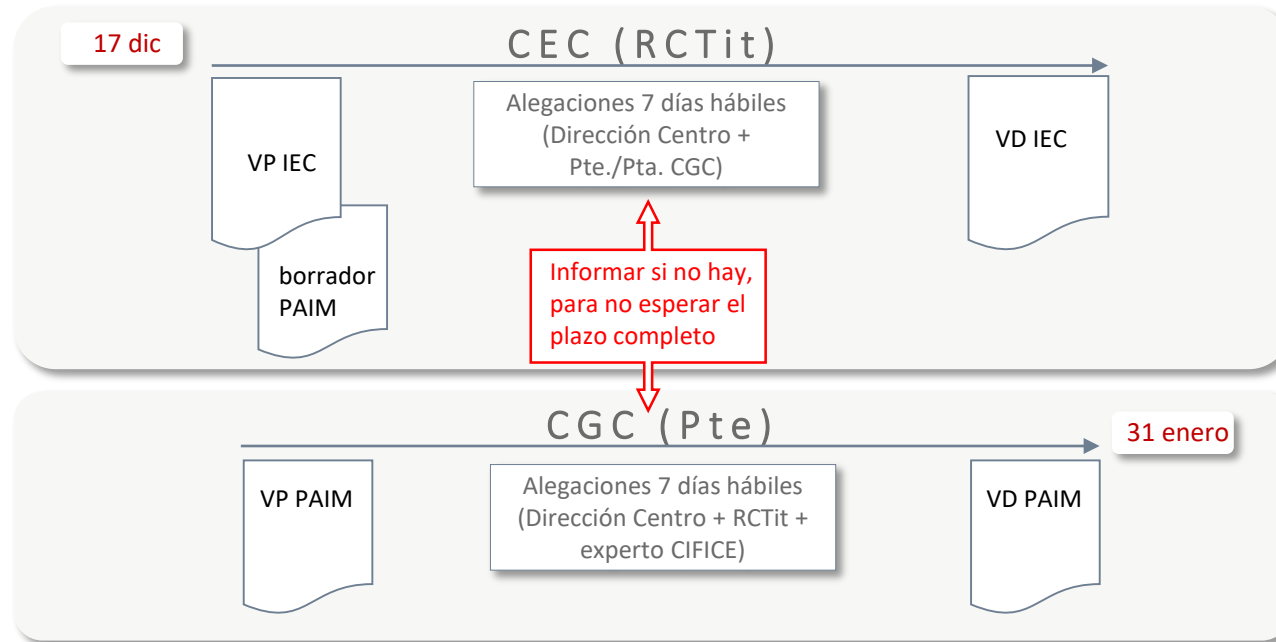 17 dic
CEC (RCTit)
VP IEC
borrador
PAIM
Alegaciones 7 días hábiles
(Dirección Centro +
Pte./Pta. CGC)
VD IEC
Informar si no hay,
para no esperar el
plazo completo
CGC (Pte)
31 enero
VP PAIM
Alegaciones 7 días hábiles
(Dirección Centro + RCTit +
experto CIFICE)
VD PAIM